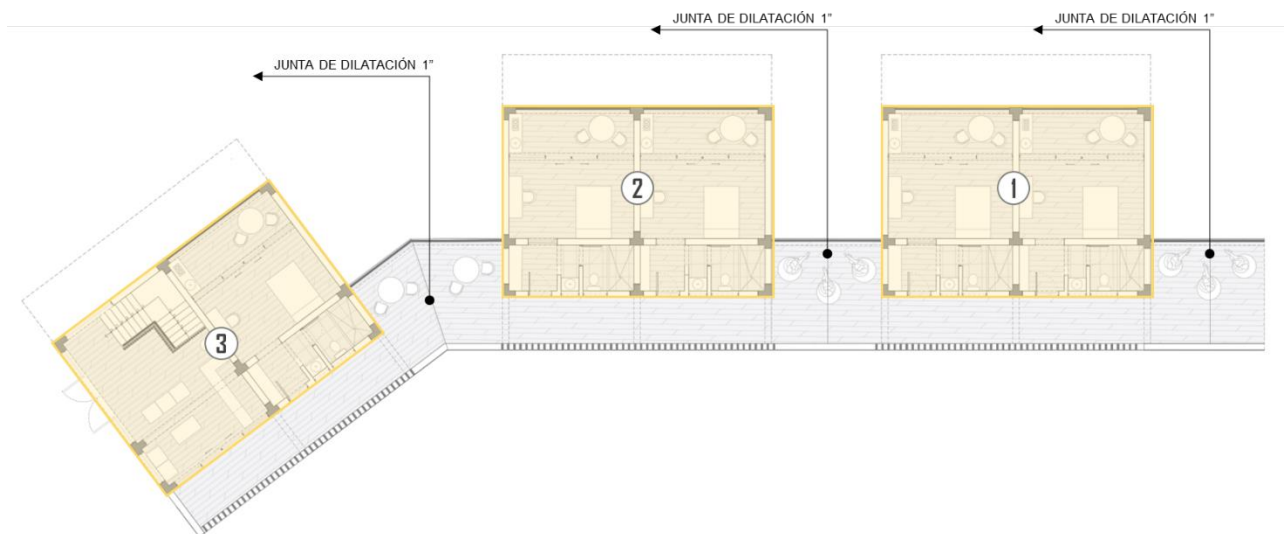 JUNTA DE DILATACIÓN 1"
JUNTA DE DILATACIÓN 1"
JUNTA DE DILATACIÓN 1"
2
1
3